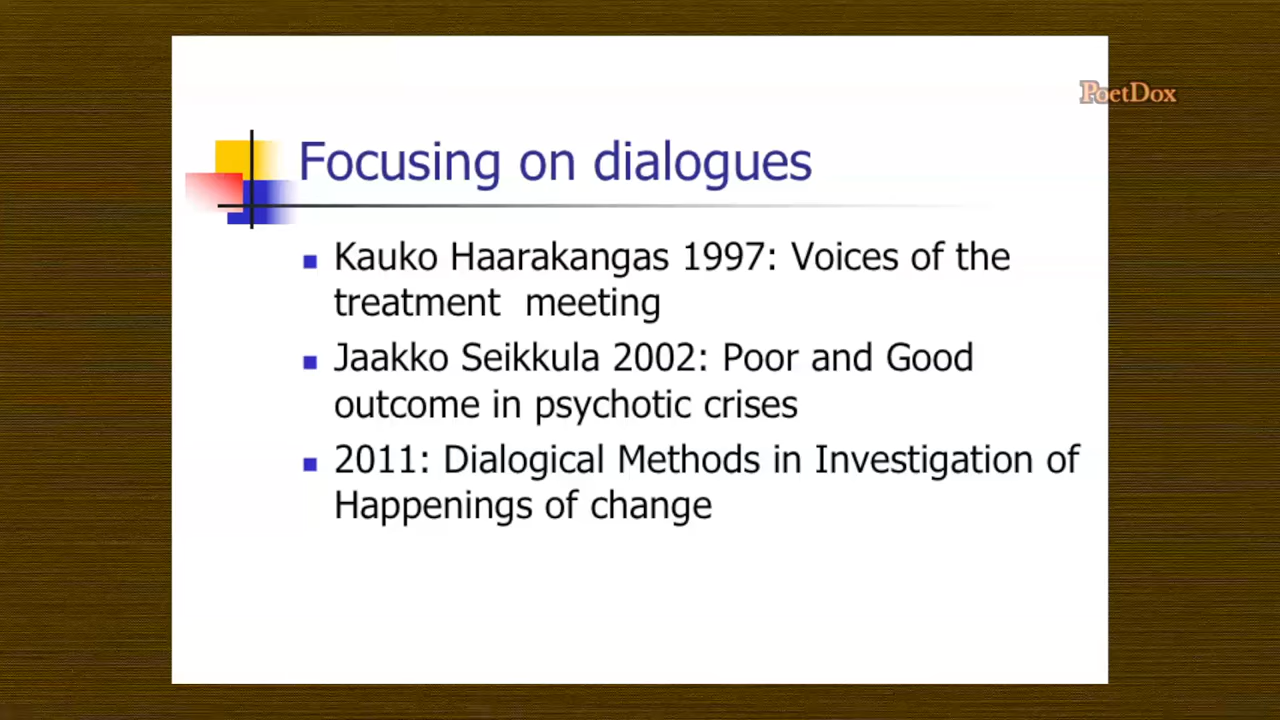 PoetDox
Focusing on dialogues
Kauko Haarakangas 1997: Voices of the
treatment meeting
Jaakko Seikkula 2002: Poor and Good
outcome in psychotic crises
2011: Dialogical Methods in Investigation of
Happenings of change